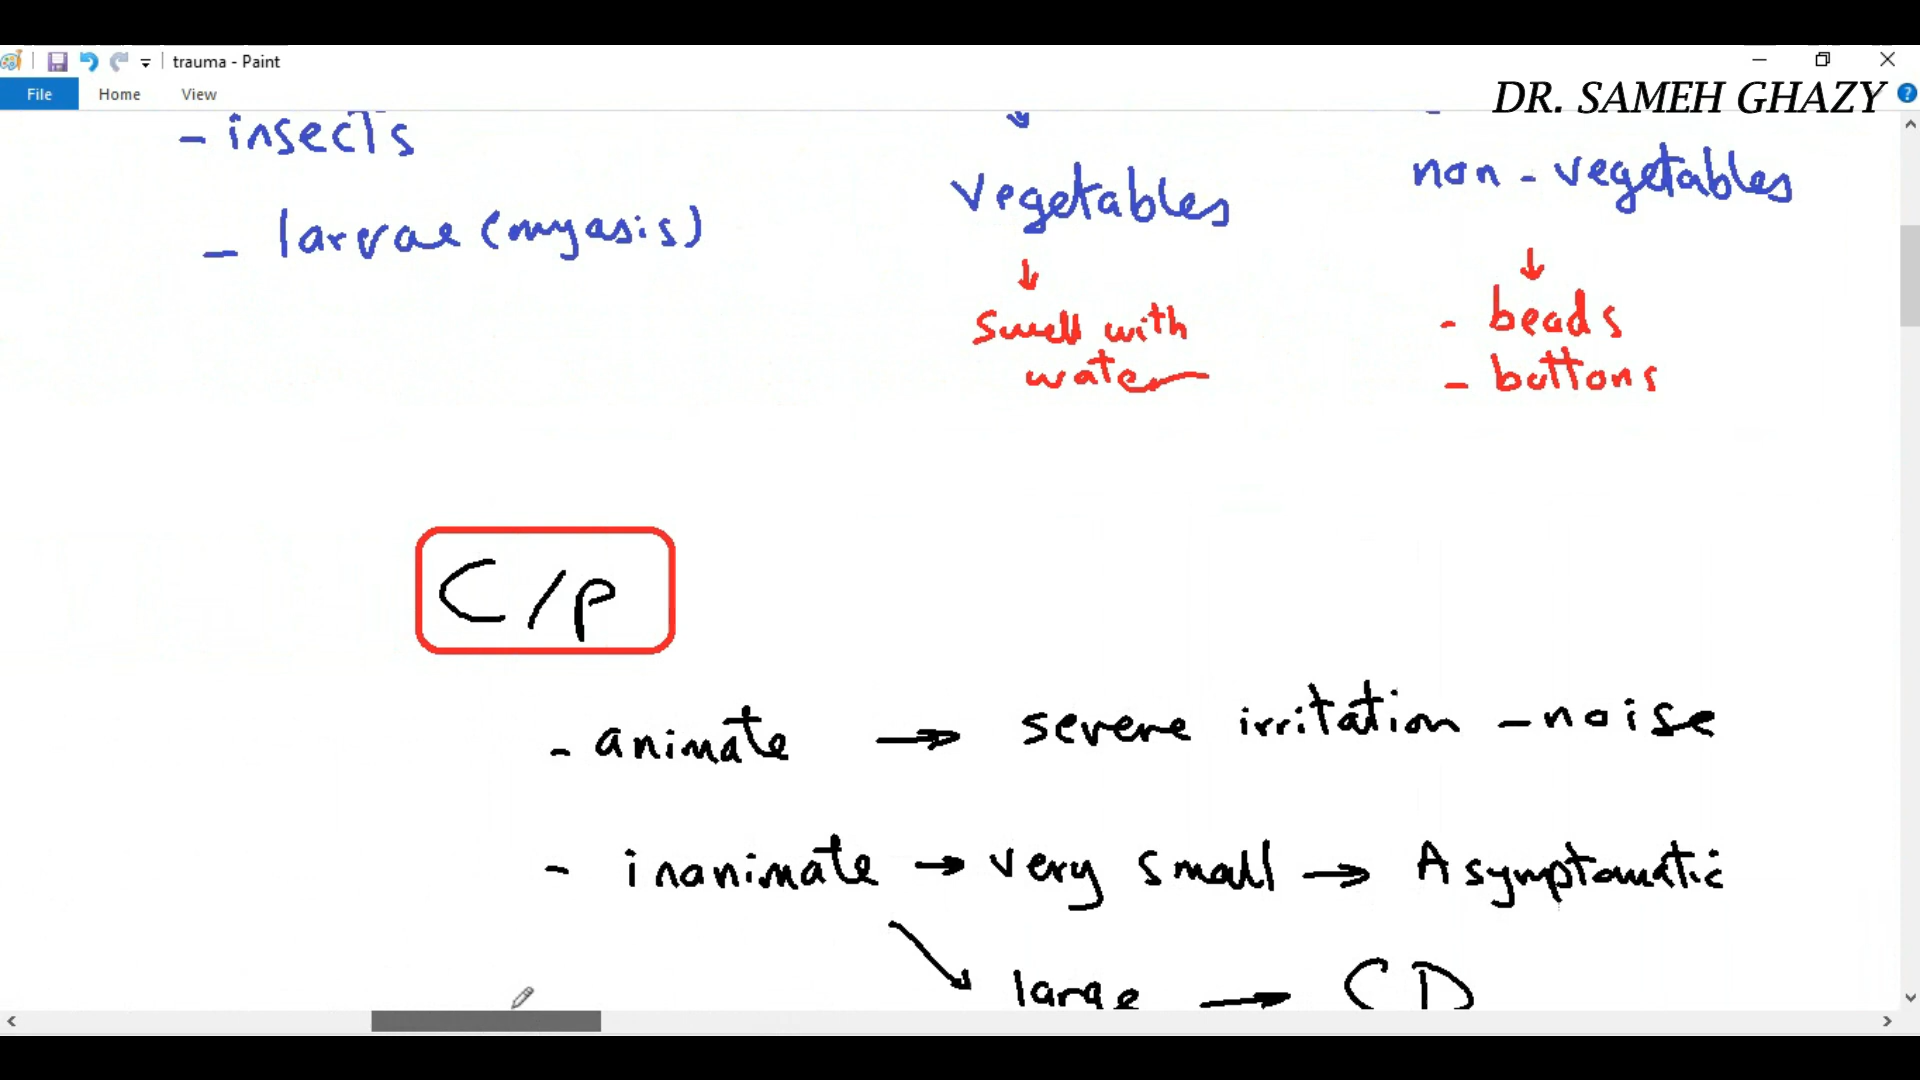 trauma - Paint
File Home View
DR. SAMEH GHAZY
- insects
- larvae (myasis)
vegetables
swell with
water
non - vegetables
- beads
- buttons
C/P
- animate → severe irritation - noise
- inanimate → very small → Asymptomatic
large → CD